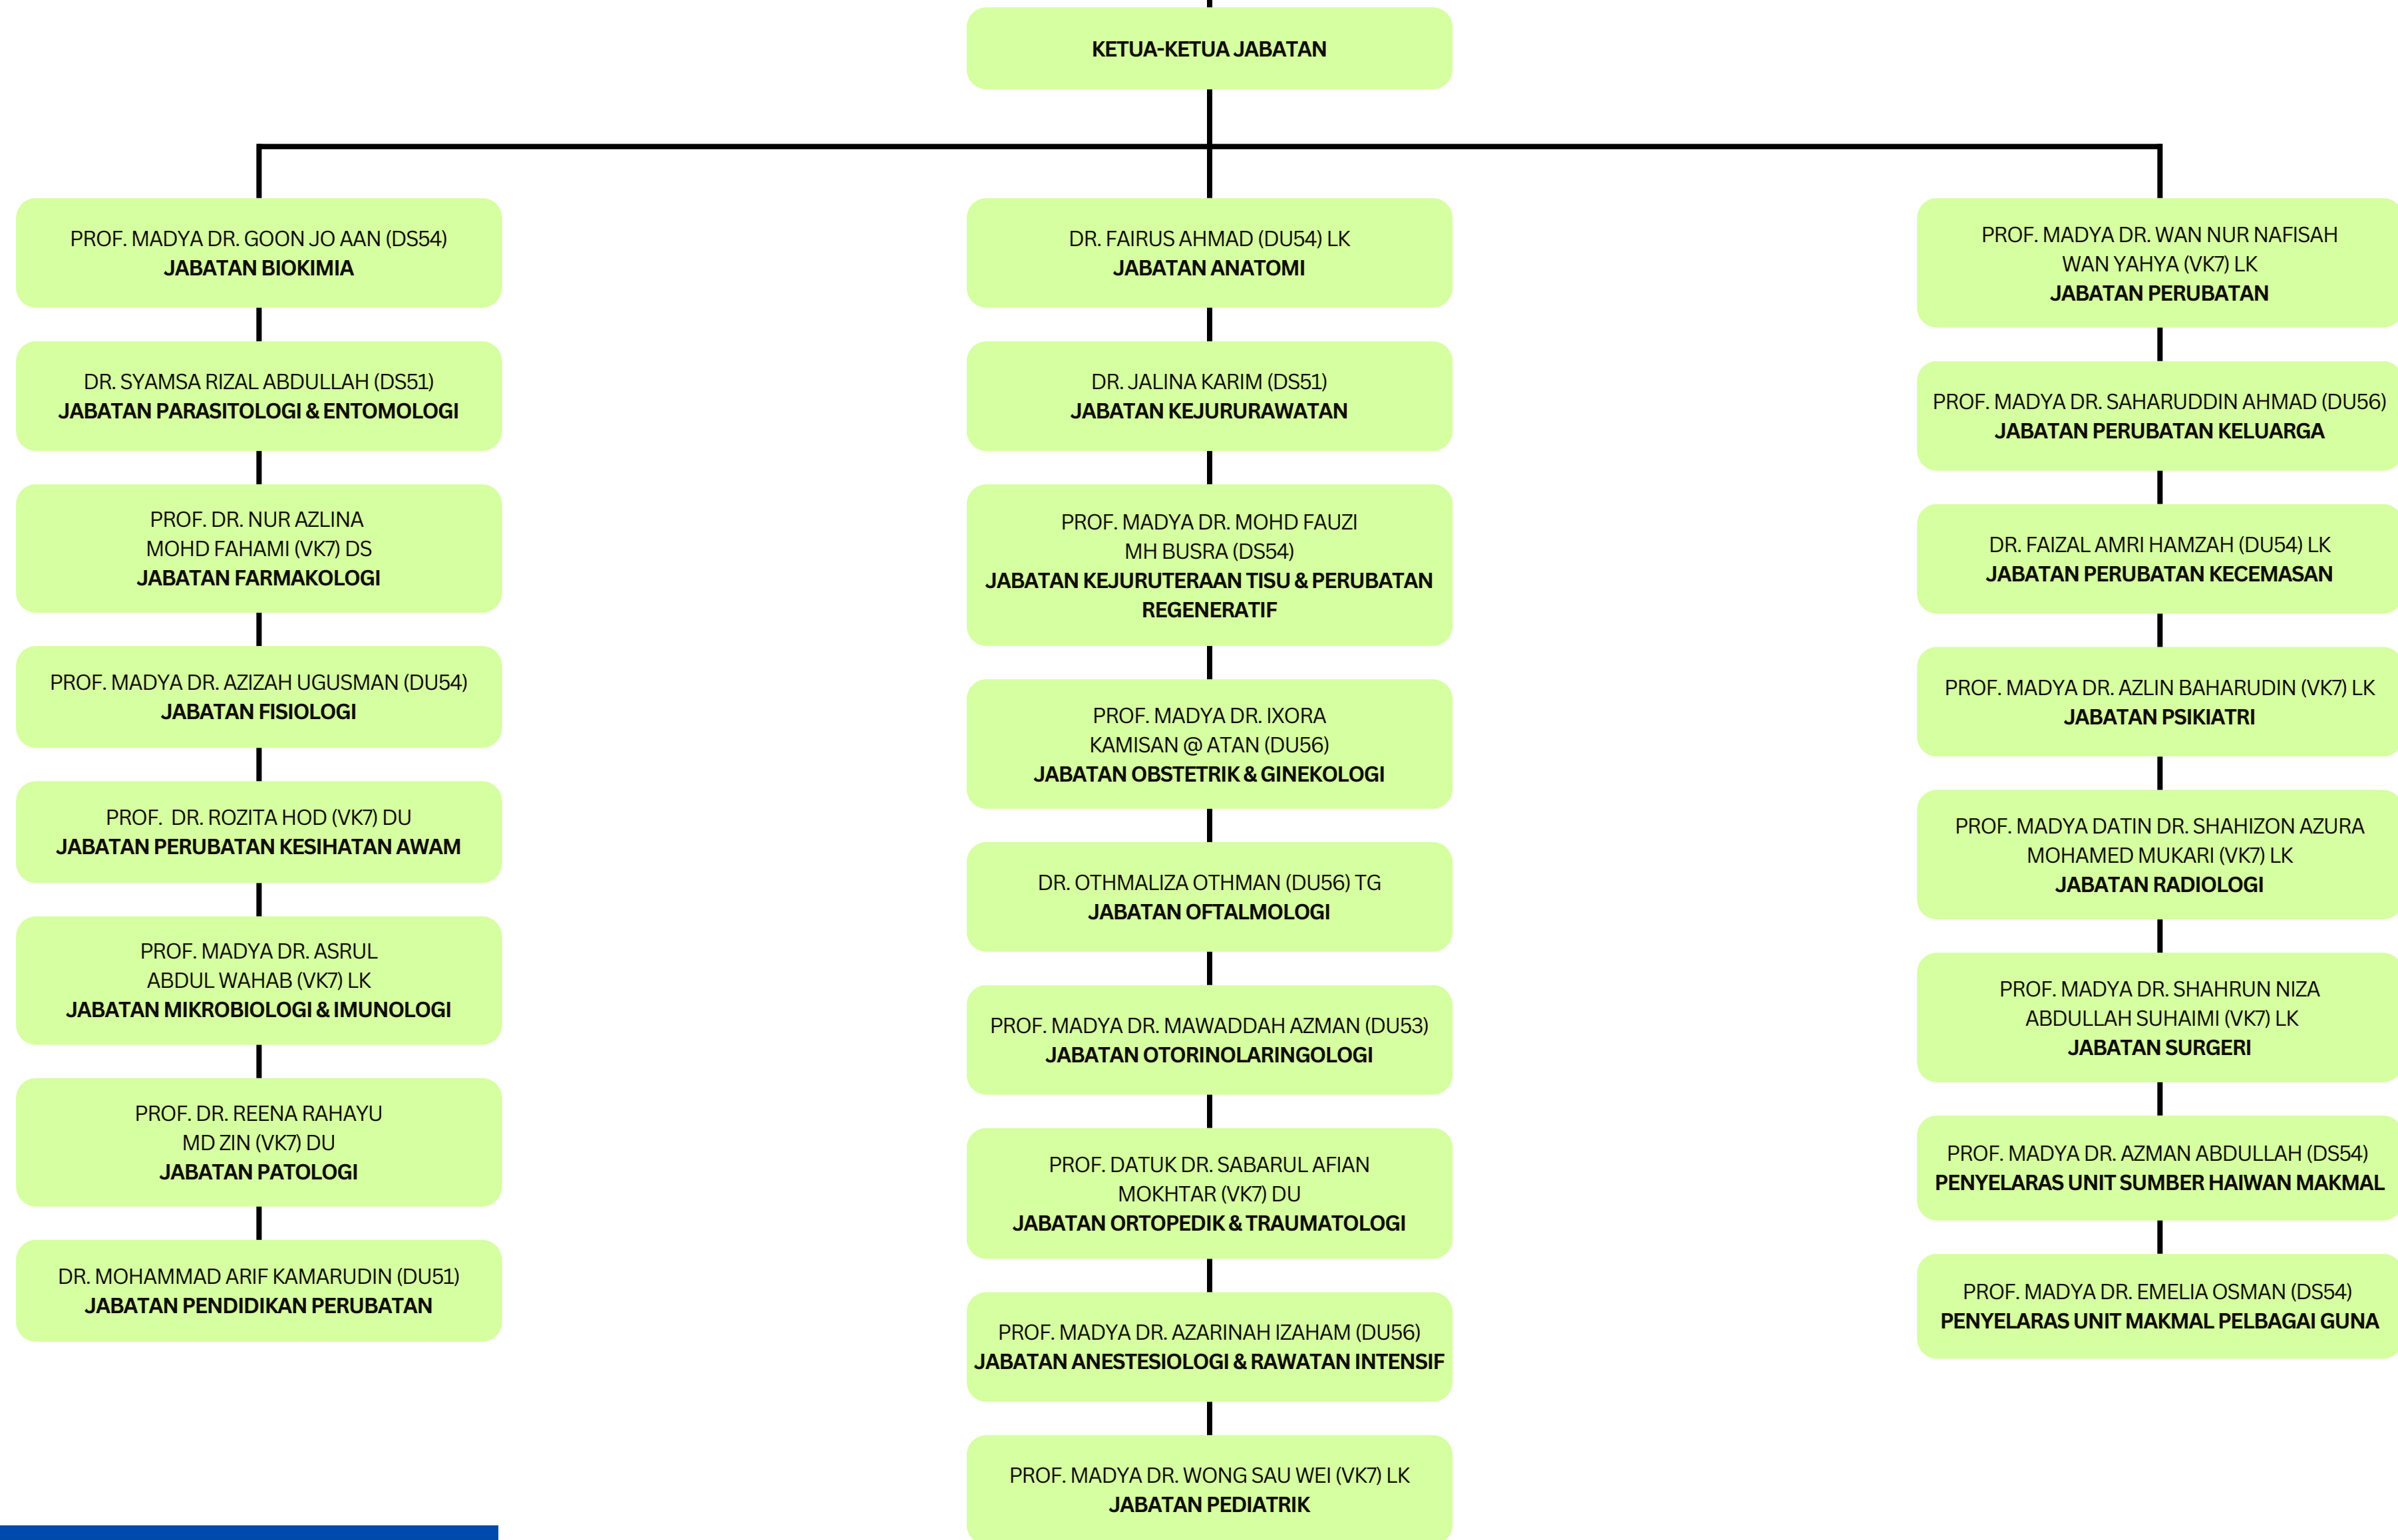 KETUA-KETUA JABATAN
PROF. MADYA DR. GOON JO AAN (DS54)
JABATAN BIOKIMIA
DR. SYAMSA RIZAL ABDULLAH (DS51)
JABATAN PARASITOLOGI & ENTOMOLOGI
PROF. DR. NUR AZLINA
MOHD FAHAMI (VK7) DS
JABATAN FARMAKOLOGI
PROF. MADYA DR. AZIZAH UGUSMAN (DU54)
JABATAN FISIOLOGI
PROF. DR. ROZITA HOD (VK7) DU
JABATAN PERUBATAN KESIHATAN AWAM
PROF. MADYA DR. ASRUL
ABDUL WAHAB (VK7) LK
JABATAN MIKROBIOLOGI & IMUNOLOGI
PROF. DR. REENA RAHAYU
MD ZIN (VK7) DU
JABATAN PATOLOGI
DR. MOHAMMAD ARIF KAMARUDIN (DU51)
JABATAN PENDIDIKAN PERUBATAN
DR. FAIRUS AHMAD (DU54) LK
JABATAN ANATOMI
DR. JALINA KARIM (DS51)
JABATAN KEJURURAWATAN
PROF. MADYA DR. MOHD FAUZI
MH BUSRA (DS54)
JABATAN KEJURUTERAAN TISU & PERUBATAN
REGENERATIF
PROF. MADYA DR. IXORA
KAMISAN @ ATAN (DU56)
JABATAN OBSTETRIK & GINEKOLOGI
DR. OTHMALIZA OTHMAN (DU56) TG
JABATAN OFTALMOLOGI
PROF. MADYA DR. MAWADDAH AZMAN (DU53)
JABATAN OTORINOLARINGOLOGI
PROF. DATUK DR. SABARUL AFIAN
MOKHTAR (VK7) DU
JABATAN ORTOPEDIK & TRAUMATOLOGI
PROF. MADYA DR. AZARINAH IZAHAM (DU56)
JABATAN ANESTESIOLOGI & RAWATAN INTENSIF
PROF. MADYA DR. WONG SAU WEI (VK7) LK
JABATAN PEDIATRIK
PROF. MADYA DR. WAN NUR NAFISAH
WAN YAHYA (VK7) LK
JABATAN PERUBATAN
PROF. MADYA DR. SAHARUDDIN AHMAD (DU56)
JABATAN PERUBATAN KELUARGA
DR. FAIZAL AMRI HAMZAH (DU54) LK
JABATAN PERUBATAN KECEMASAN
PROF. MADYA DR. AZLIN BAHARUDIN (VK7) LK
JABATAN PSIKIATRI
PROF. MADYA DATIN DR. SHAHIZON AZURA
MOHAMED MUKARI (VK7) LK
JABATAN RADIOLOGI
PROF. MADYA DR. SHAHRUN NIZA
ABDULLAH SUHAIMI (VK7) LK
JABATAN SURGERI
PROF. MADYA DR. AZMAN ABDULLAH (DS54)
PENYELARAS UNIT SUMBER HAIWAN MAKMAL
PROF. MADYA DR. EMELIA OSMAN (DS54)
PENYELARAS UNIT MAKMAL PELBAGAI GUNA